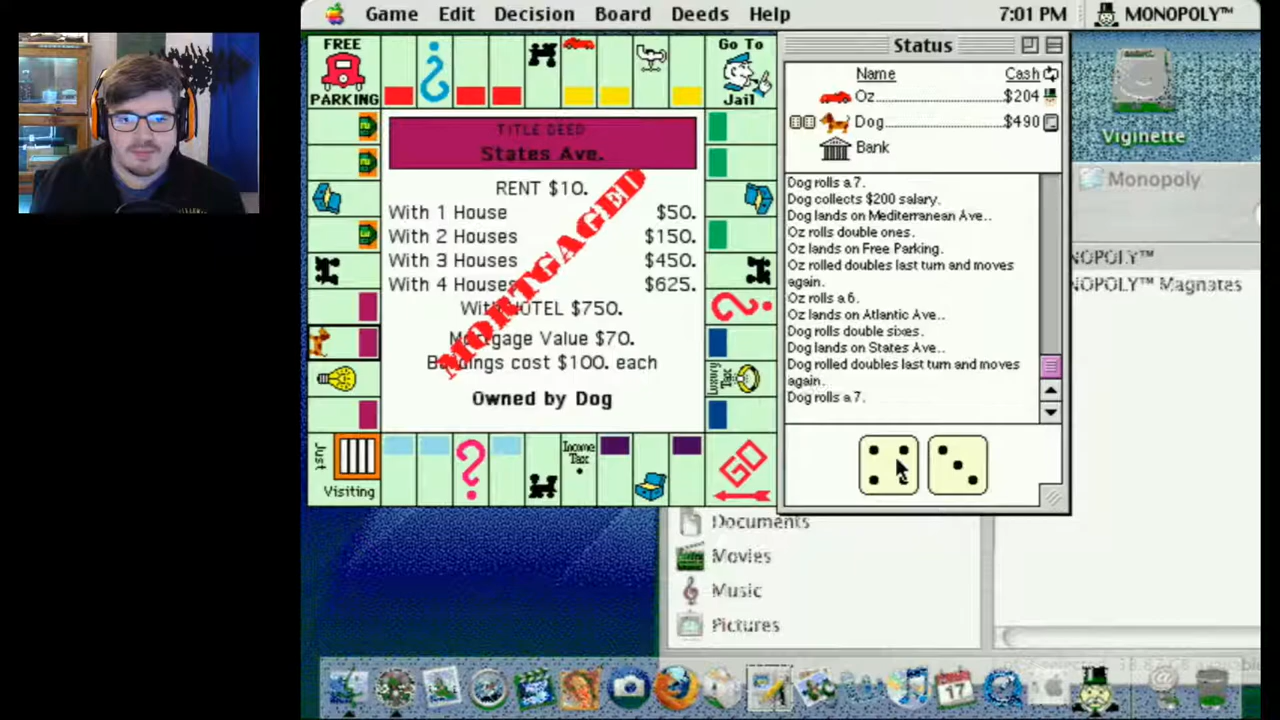 Game Edit Decision Board Deeds Help 7:01 PM MONOPOLY™
FREE
PARKING
Go To
Jail
TITLE DEED
States Ave.
RENT $10.
With 1 House $50.
With 2 Houses $150.
With 3 Houses $450.
With 4 Houses $625.
With HOTEL $750.
Mortgage Value $70.
Buildings cost $100. each
Owned by Dog
MORTGAGED
Luxury
Tax
Just
Visiting
Income
Tax
GO
Status
Name Cash
Oz $204
Dog $490
Bank
Dog rolls a 7.
Dog collects $200 salary.
Dog lands on Mediterranean Ave..
Oz rolls double ones.
Oz lands on Free Parking.
Oz rolled doubles last turn and moves
again.
Oz rolls a 6.
Oz lands on Atlantic Ave..
Dog rolls double sixes.
Dog lands on States Ave..
Dog rolled doubles last turn and moves
again.
Dog rolls a 7.
Viginette
Monopoly
NOPOLY™
NOPOLY™ Magnates
Documents
Movies
Music
Pictures
17